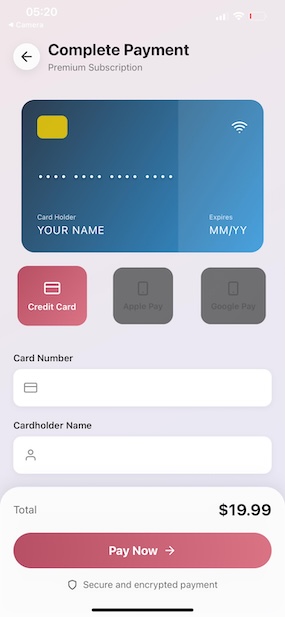 05:20
Camera
Complete Payment
Premium Subscription
•••• •••• •••• ••••
Card Holder
Expires
YOUR NAME
MM/YY
Credit Card
Apple Pay
Google Pay
Card Number
Cardholder Name
Total
$19.99
Pay Now →
Secure and encrypted payment